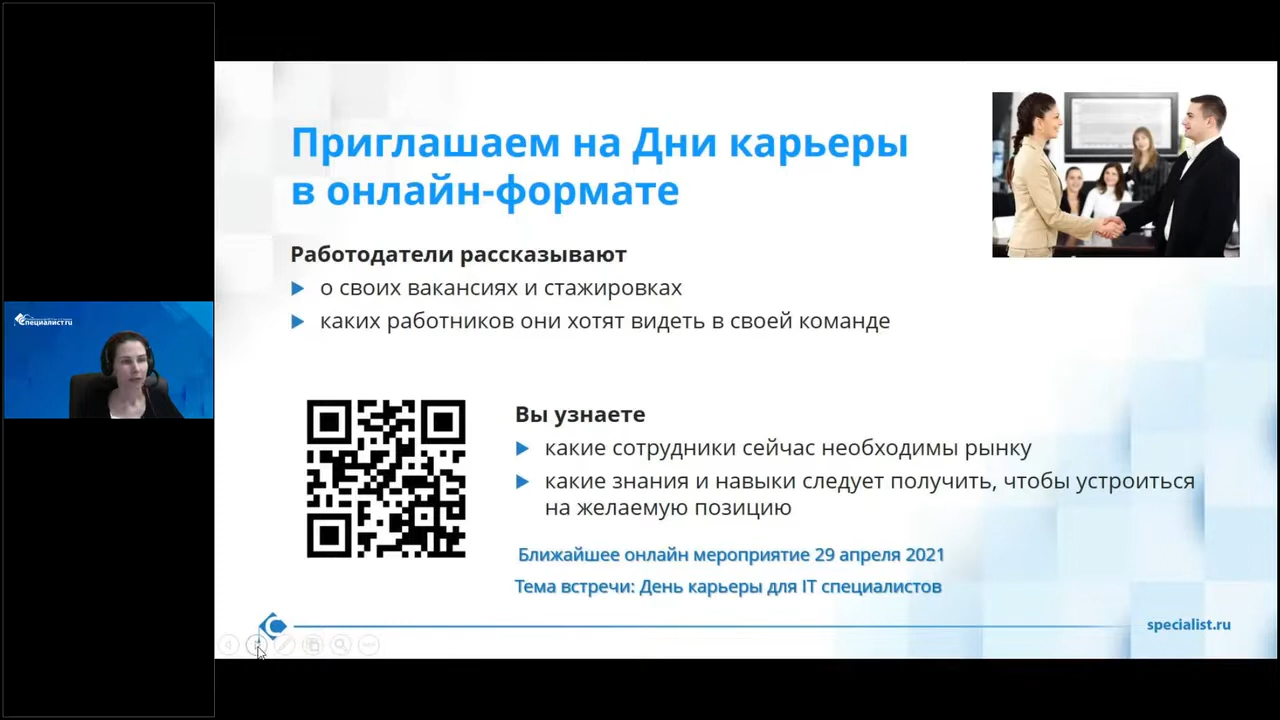 Приглашаем на Дни карьеры
в онлайн-формате
Работодатели рассказывают
о своих вакансиях и стажировках
каких работников они хотят видеть в своей команде
специалист.ru
Вы узнаете
какие сотрудники сейчас необходимы рынку
какие знания и навыки следует получить, чтобы устроиться
на желаемую позицию
Ближайшее онлайн мероприятие 29 апреля 2021
Тема встречи: День карьеры для IT специалистов
specialist.ru